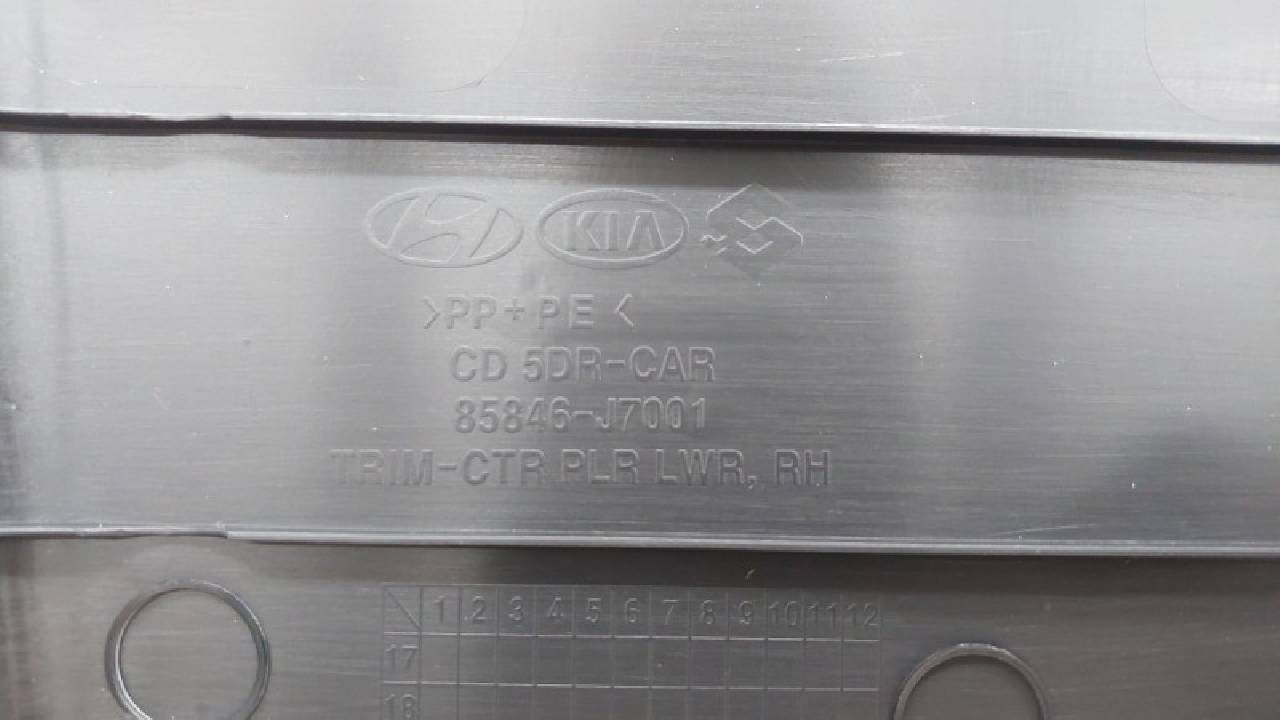 KIA
>PP+PE<
CD 5DR-CAR
85846-J7001
TRIM-CTR PLR LWR, RH
1 2 3 4 5 6 7 8 9 10 11 12
17
18